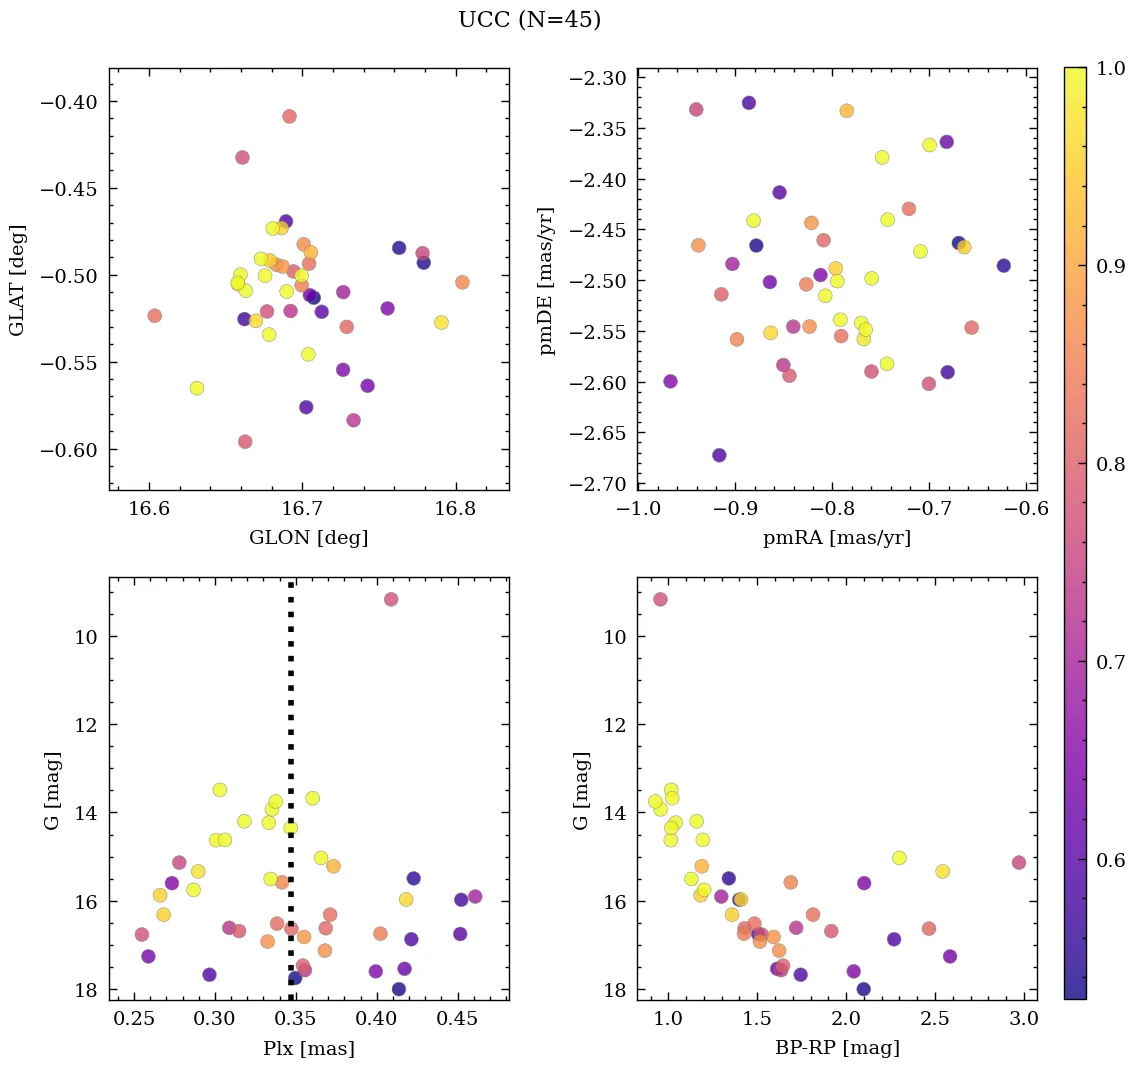 UCC (N=45)
−0.40
−0.45
−0.50
−0.55
−0.60
GLAT [deg]
16.6 16.7 16.8
GLON [deg]
−2.30
−2.35
−2.40
−2.45
−2.50
−2.55
−2.60
−2.65
−2.70
pmDE [mas/yr]
−1.0 −0.9 −0.8 −0.7 −0.6
pmRA [mas/yr]
10
12
14
16
18
G [mag]
0.25 0.30 0.35 0.40 0.45
Plx [mas]
10
12
14
16
18
G [mag]
1.0 1.5 2.0 2.5 3.0
BP-RP [mag]
1.0
0.9
0.8
0.7
0.6